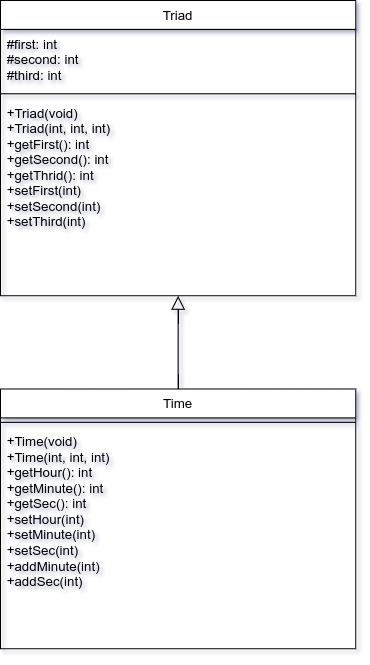 Triad
#first: int
#second: int
#third: int
+Triad(void)
+Triad(int, int, int)
+getFirst(): int
+getSecond(): int
+getThrid(): int
+setFirst(int)
+setSecond(int)
+setThird(int)
Time
+Time(void)
+Time(int, int, int)
+getHour(): int
+getMinute(): int
+getSec(): int
+setHour(int)
+setMinute(int)
+setSec(int)
+addMinute(int)
+addSec(int)